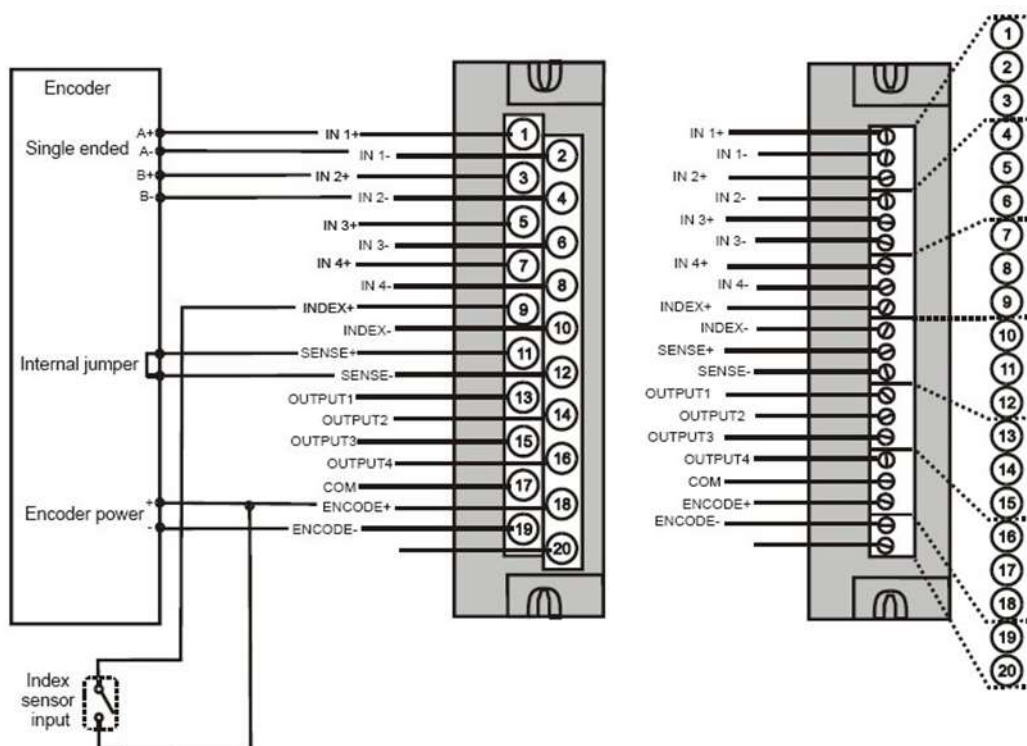 Encoder
Single ended
A+
A-
B+
B-
Internal jumper
Encoder power
+
-
Index
sensor
input
IN 1+
IN 1-
IN 2+
IN 2-
IN 3+
IN 3-
IN 4+
IN 4-
INDEX+
INDEX-
SENSE+
SENSE-
OUTPUT1
OUTPUT2
OUTPUT3
OUTPUT4
COM
ENCODE+
ENCODE-
1
2
3
4
5
6
7
8
9
10
11
12
13
14
15
16
17
18
19
20
IN 1+
IN 1-
IN 2+
IN 2-
IN 3+
IN 3-
IN 4+
IN 4-
INDEX+
INDEX-
SENSE+
SENSE-
OUTPUT1
OUTPUT2
OUTPUT3
OUTPUT4
COM
ENCODE+
ENCODE-
1
2
3
4
5
6
7
8
9
10
11
12
13
14
15
16
17
18
19
20